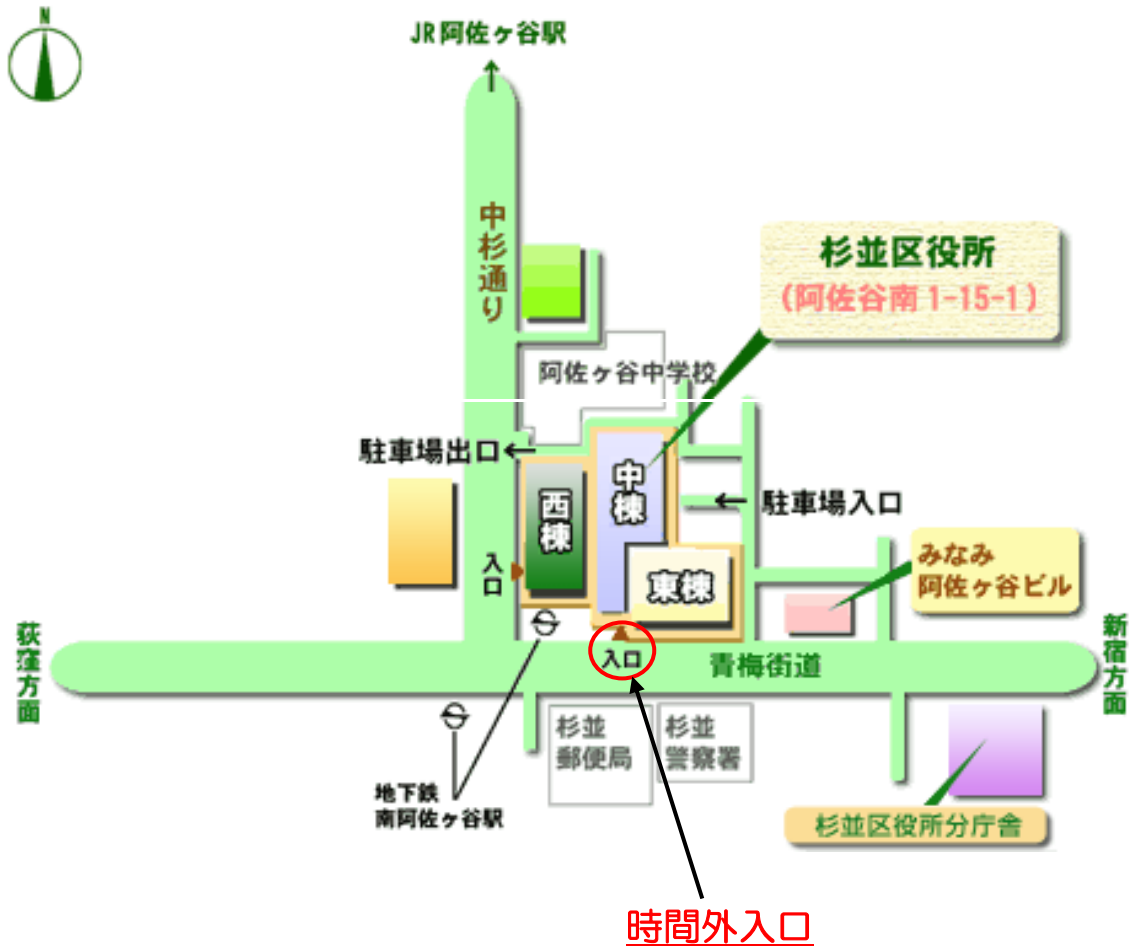 N
JR阿佐ヶ谷駅
中杉通り
杉並区役所
(阿佐谷南1-15-1)
阿佐ヶ谷中学校
駐車場出口←
中棟
西棟
←駐車場入口
入口
東棟
みなみ
阿佐ヶ谷ビル
荻窪方面
新宿方面
入口
青梅街道
杉並
郵便局
杉並
警察署
地下鉄
南阿佐ヶ谷駅
杉並区役所分庁舎
時間外入口